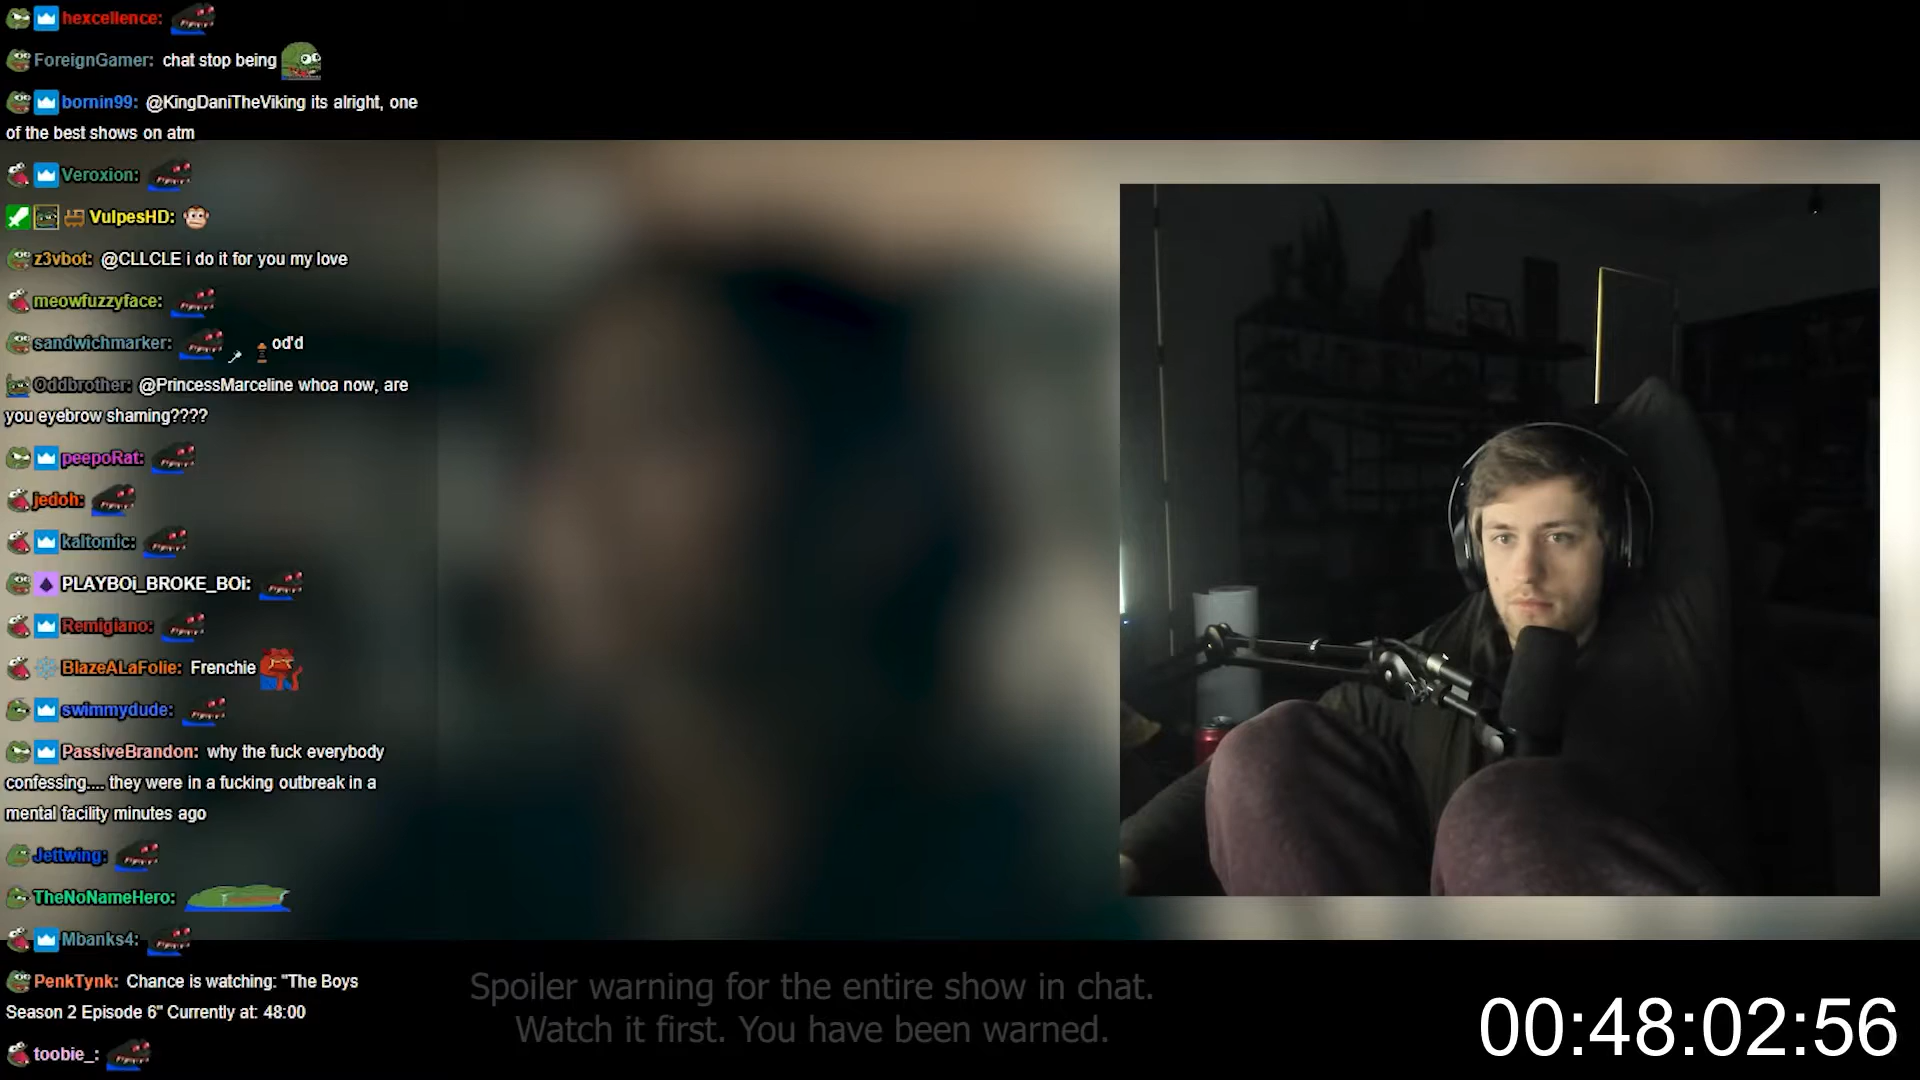 hexcellence:
ForeignGamer: chat stop being
bornin99: @KingDaniTheViking its alright, one
of the best shows on atm
Veroxion:
VulpesHD:
z3vbot: @CLLCLE i do it for you my love
meowfuzzyface:
sandwichmarker: od'd
Oddbrother: @PrincessMarceline whoa now, are
you eyebrow shaming????
peepoRat:
jedoh:
kaltomic:
PLAYBOi_BROKE_BOi:
Remigiano:
BlazeALaFolie: Frenchie
swimmydude:
PassiveBrandon: why the fuck everybody
confessing.... they were in a fucking outbreak in a
mental facility minutes ago
Jettwing:
TheNoNameHero:
Mbanks4:
PenkTynk: Chance is watching: "The Boys
Season 2 Episode 6" Currently at: 48:00
toobie_:
Spoiler warning for the entire show in chat.
Watch it first. You have been warned.
00:48:02:56